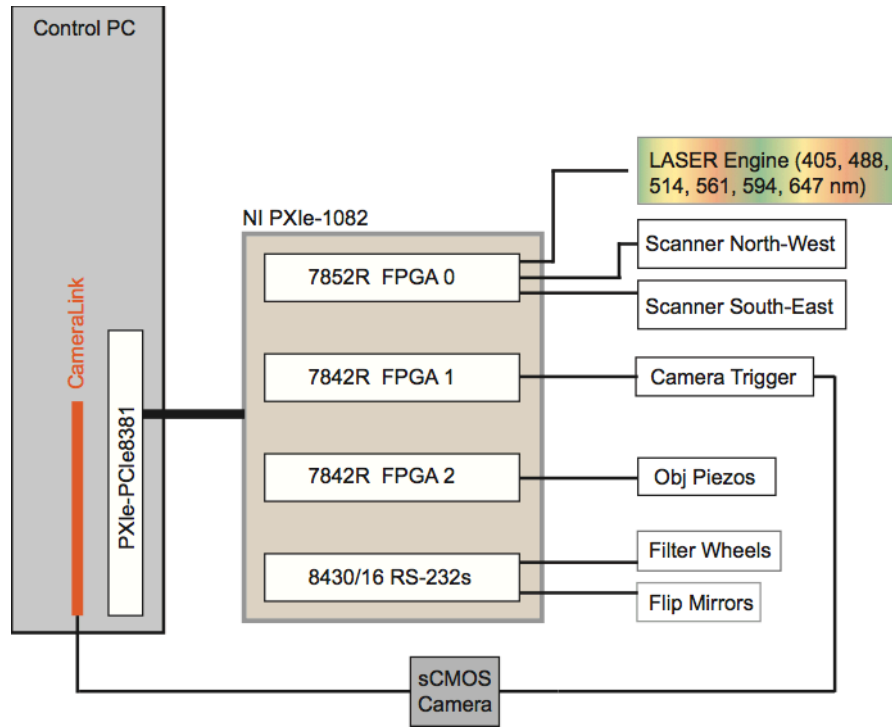 Control PC
LASER Engine (405, 488,
514, 561, 594, 647 nm)
NI PXIe-1082
7852R FPGA 0
Scanner North-West
Scanner South-East
CameraLink
PXIe-PCIe8381
7842R FPGA 1
Camera Trigger
7842R FPGA 2
Obj Piezos
8430/16 RS-232s
Filter Wheels
Flip Mirrors
sCMOS
Camera